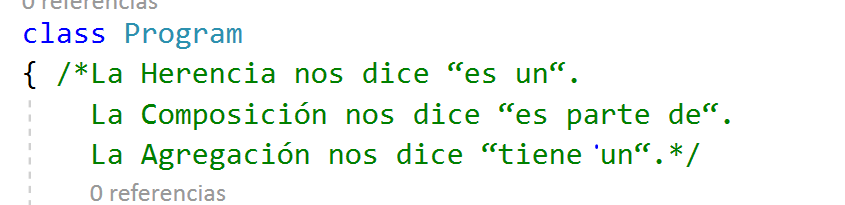 0 referencias
class Program
{ /*La Herencia nos dice “es un“.
La Composición nos dice “es parte de“.
La Agregación nos dice “tiene un“.*/
0 referencias